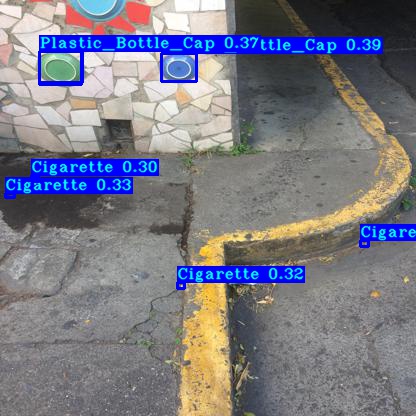 Plastic_Bottle_Cap 0.37
ttle_Cap 0.39
Cigarette 0.30
Cigarette 0.33
Cigare
Cigarette 0.32